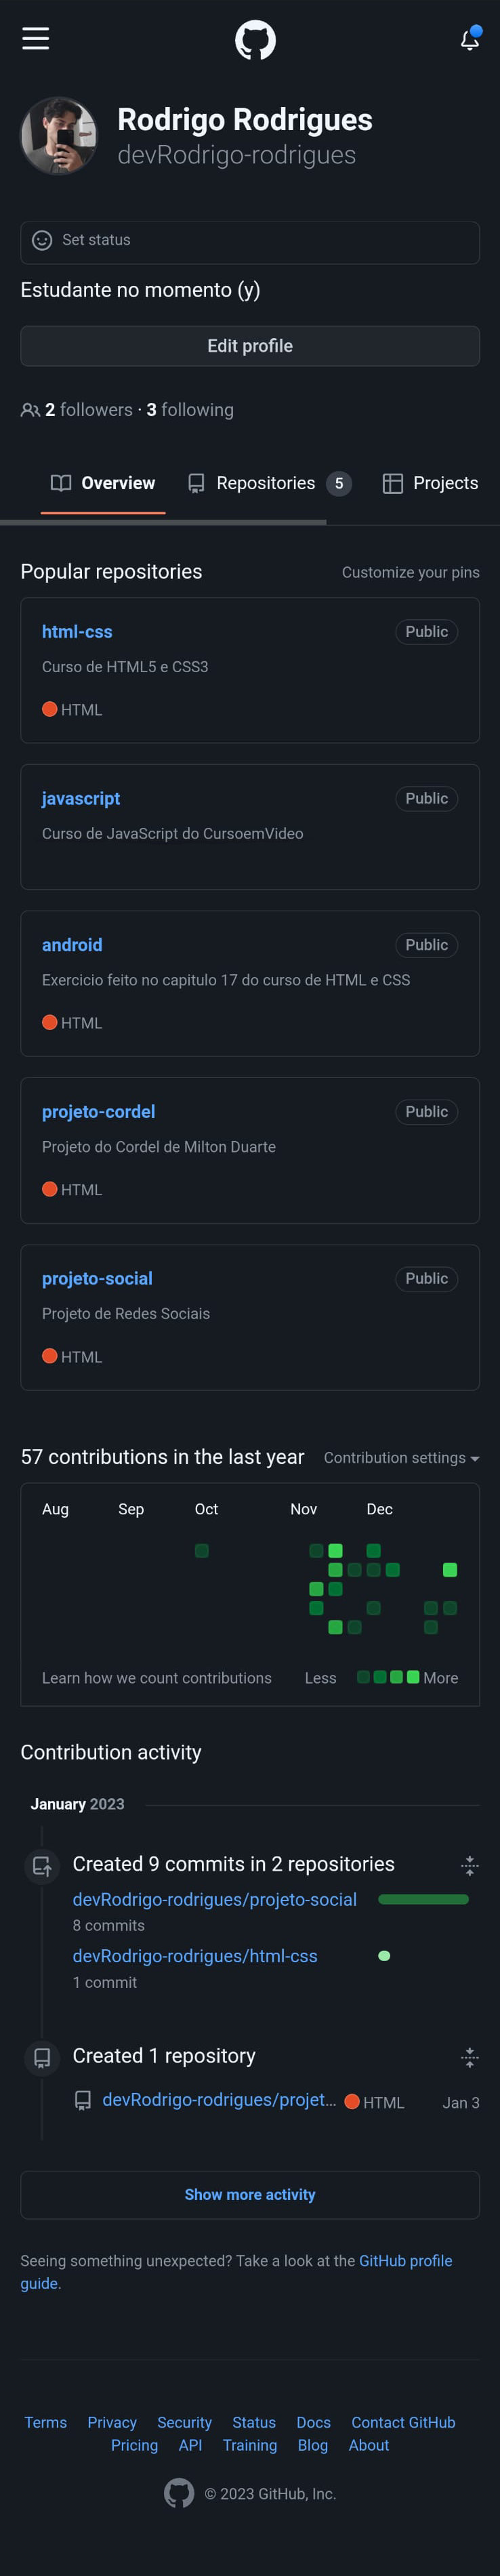 Rodrigo Rodrigues
devRodrigo-rodrigues
Set status
Estudante no momento (y)
Edit profile
2 followers · 3 following
Overview Repositories 5 Projects
Popular repositories Customize your pins
html-css Public
Curso de HTML5 e CSS3
HTML
javascript Public
Curso de JavaScript do CursoemVideo
android Public
Exercicio feito no capitulo 17 do curso de HTML e CSS
HTML
projeto-cordel Public
Projeto do Cordel de Milton Duarte
HTML
projeto-social Public
Projeto de Redes Sociais
HTML
57 contributions in the last year Contribution settings
Aug Sep Oct Nov Dec
Learn how we count contributions Less More
Contribution activity
January 2023
Created 9 commits in 2 repositories
devRodrigo-rodrigues/projeto-social
8 commits
devRodrigo-rodrigues/html-css
1 commit
Created 1 repository
devRodrigo-rodrigues/projet... HTML Jan 3
Show more activity
Seeing something unexpected? Take a look at the GitHub profile
guide.
Terms Privacy Security Status Docs Contact GitHub
Pricing API Training Blog About
© 2023 GitHub, Inc.